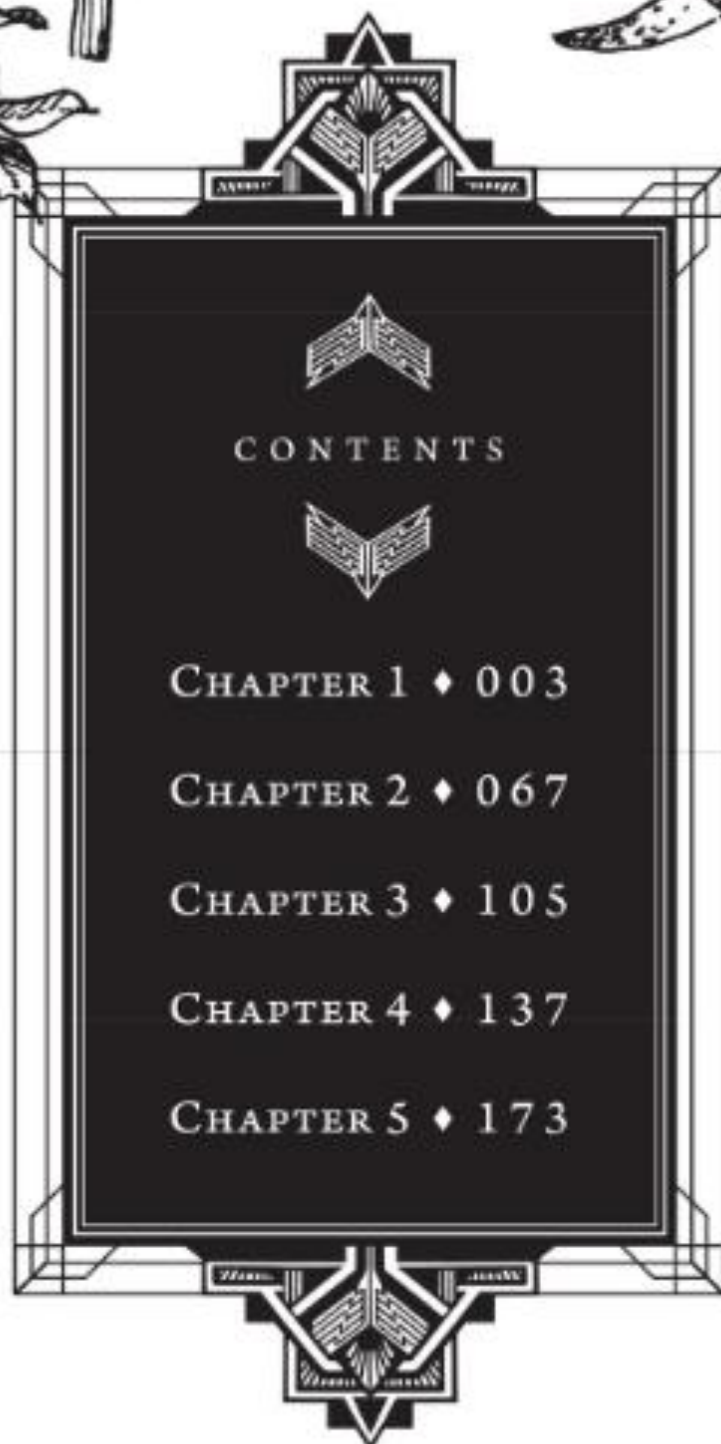 CONTENTS
CHAPTER 1 ♦ 003
CHAPTER 2 ♦ 067
CHAPTER 3 ♦ 105
CHAPTER 4 ♦ 137
CHAPTER 5 ♦ 173